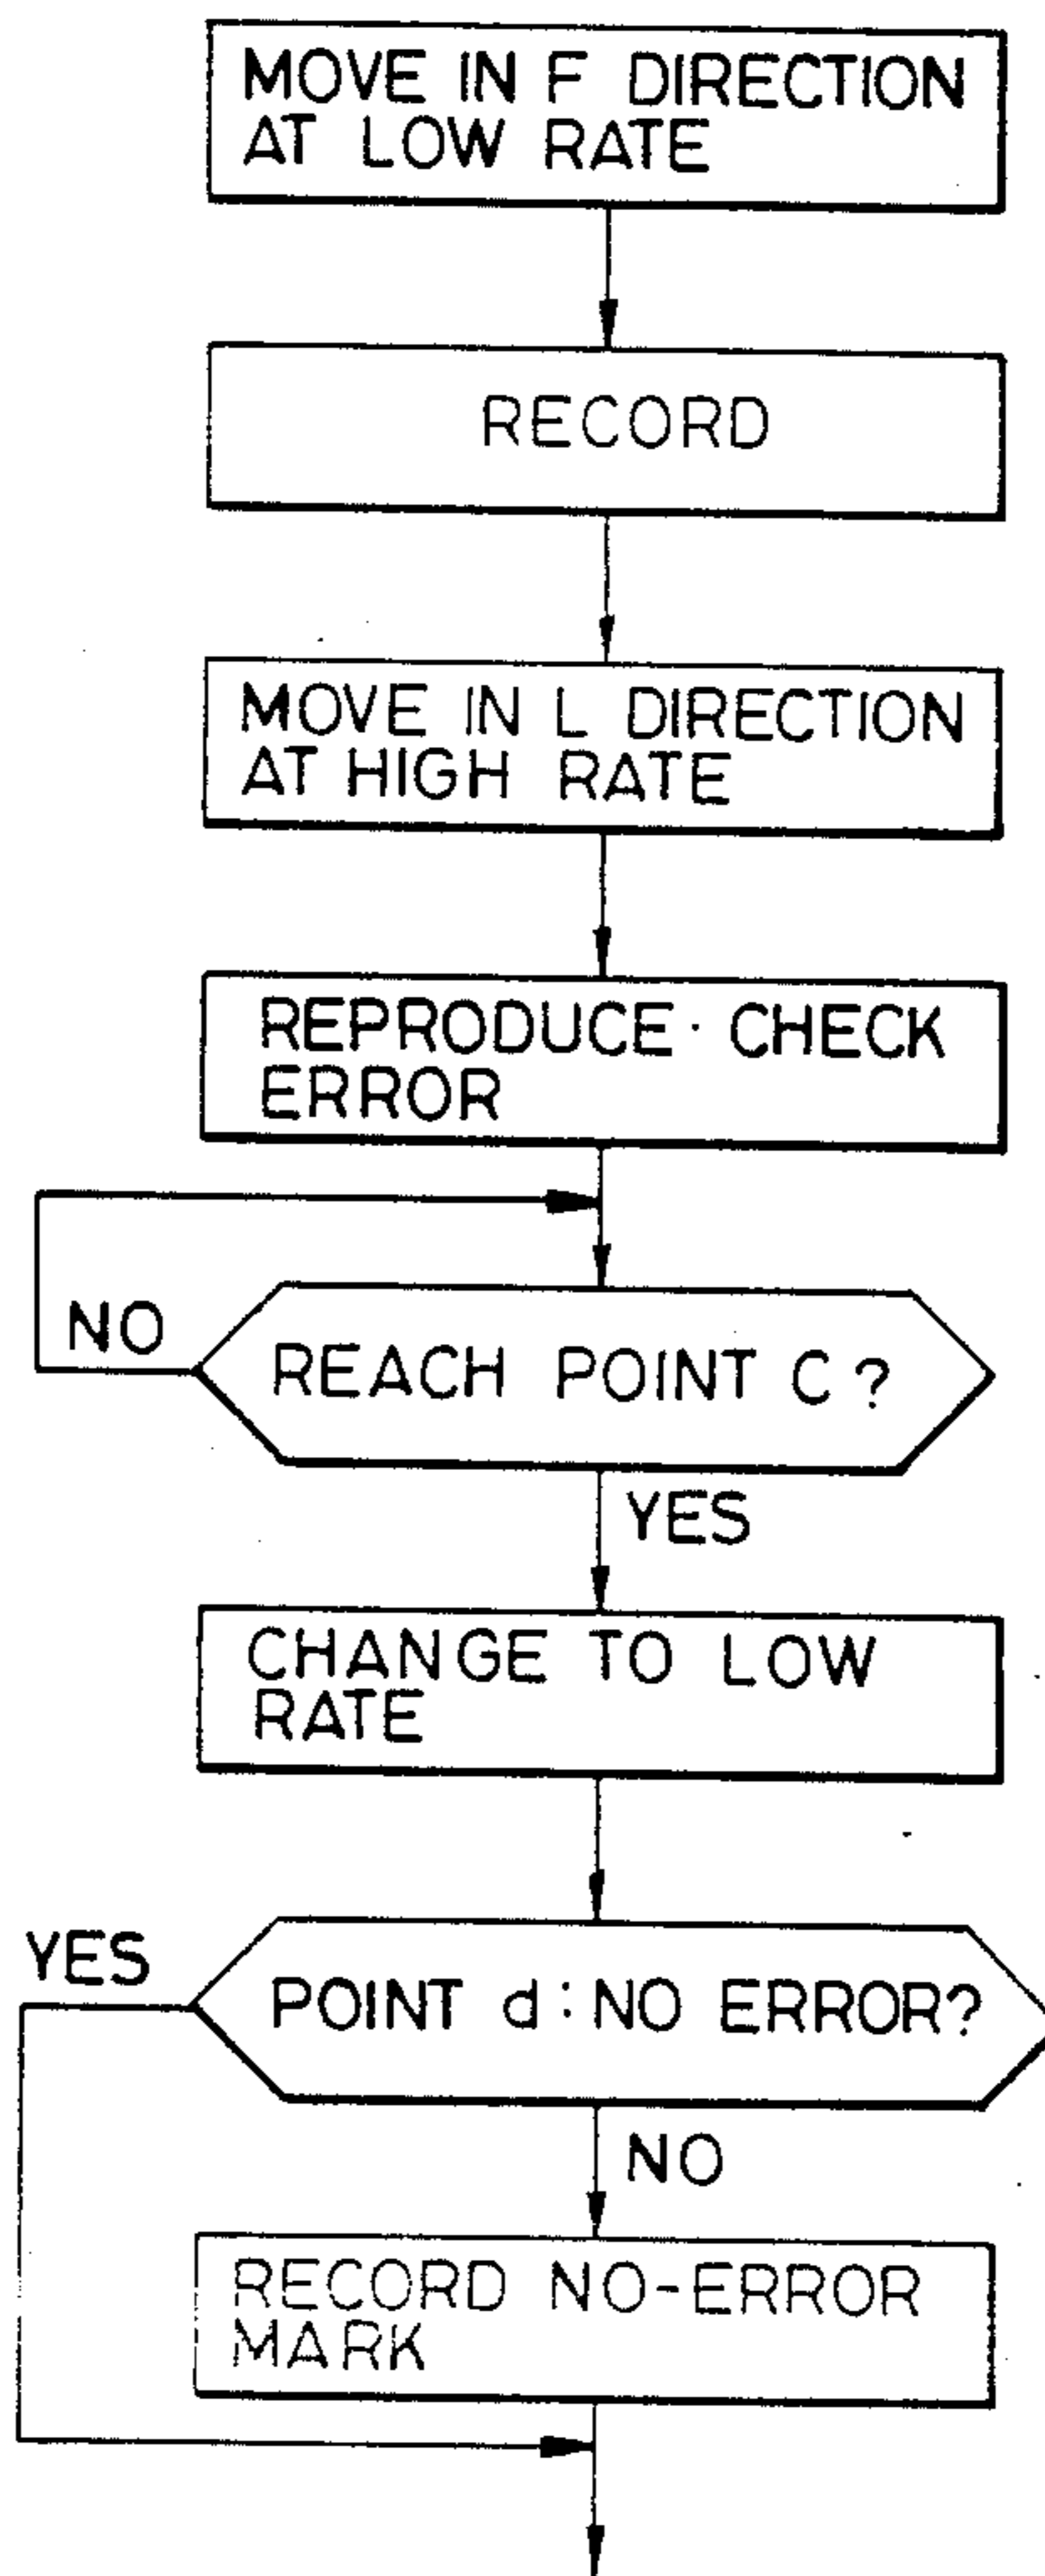 MOVE IN F DIRECTION
AT LOW RATE
RECORD
MOVE IN L DIRECTION
AT HIGH RATE
REPRODUCE · CHECK
ERROR
NO
REACH POINT C ?
YES
CHANGE TO LOW
RATE
YES
POINT d : NO ERROR?
NO
RECORD NO-ERROR
MARK